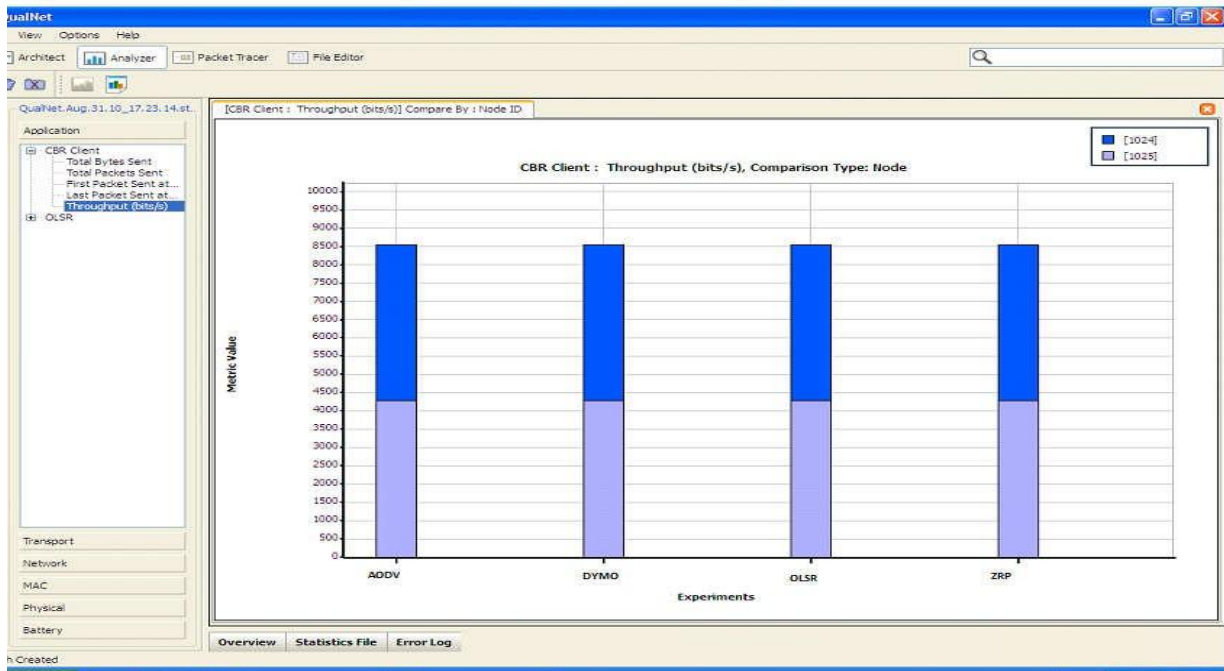 QualNet
View Options Help
Architect Analyzer Packet Tracer File Editor
QualNet.Aug.31.10_17.23.14.st..
[CBR Client : Throughput (bits/s)] Compare By : Node ID
Application
CBR Client
Total Bytes Sent
Total Packets Sent
First Packet Sent at...
Last Packet Sent at...
Throughput (bits/s)
OLSR
Transport
Network
MAC
Physical
Battery
[1024]
[1025]
CBR Client : Throughput (bits/s), Comparison Type: Node
Metric Value
10000
9500
9000
8500
8000
7500
7000
6500
6000
5500
5000
4500
4000
3500
3000
2500
2000
1500
1000
500
0
AODV DYMO OLSR ZRP
Experiments
Overview Statistics File Error Log
h Created